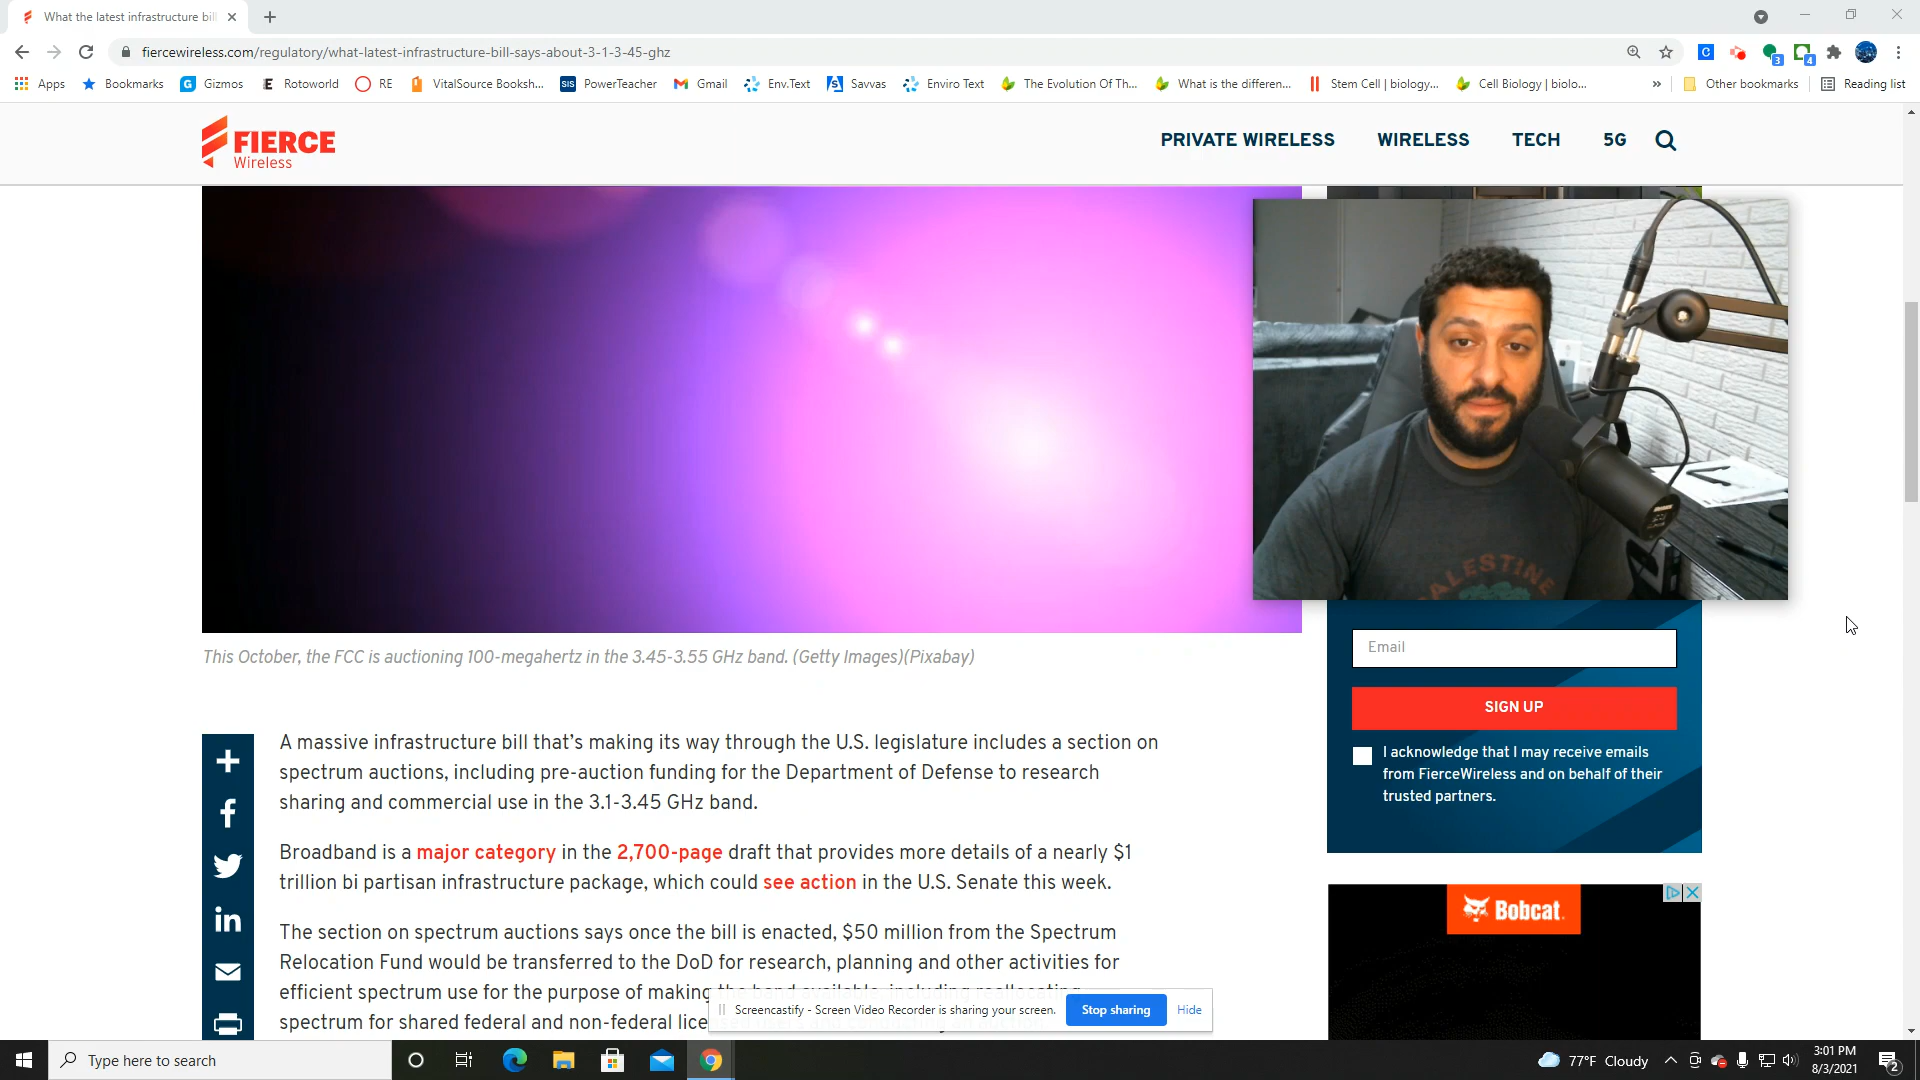 What the latest infrastructure bil
fiercewireless.com/regulatory/what-latest-infrastructure-bill-says-about-3-1-3-45-ghz
3
4
Apps
Bookmarks
G
Gizmos
E
Rotoworld
RE
VitalSource Booksh...
SIS
PowerTeacher
Gmail
Env.Text
S
Savvas
Enviro Text
The Evolution Of Th...
What is the differen...
Stem Cell | biology...
Cell Biology | biolo...
»
Other bookmarks
Reading list
FIERCE
Wireless
PRIVATE WIRELESS
WIRELESS
TECH
5G
ALESTINE
This October, the FCC is auctioning 100-megahertz in the 3.45-3.55 GHz band. (Getty Images)(Pixabay)
Email
SIGN UP
I acknowledge that I may receive emails
from FierceWireless and on behalf of their
trusted partners.
A massive infrastructure bill that's making its way through the U.S. legislature includes a section on
spectrum auctions, including pre-auction funding for the Department of Defense to research
sharing and commercial use in the 3.1-3.45 GHz band.
Broadband is a major category in the 2,700-page draft that provides more details of a nearly $1
trillion bi partisan infrastructure package, which could see action in the U.S. Senate this week.
The section on spectrum auctions says once the bill is enacted, $50 million from the Spectrum
Relocation Fund would be transferred to the DoD for research, planning and other activities for
efficient spectrum use for the purpose of making the band available, including reallocating
spectrum for shared federal and non-federal lice
Bobcat.
Screencastify - Screen Video Recorder is sharing your screen.
Stop sharing
Hide
Type here to search
77°F Cloudy
3:01 PM
8/3/2021
2